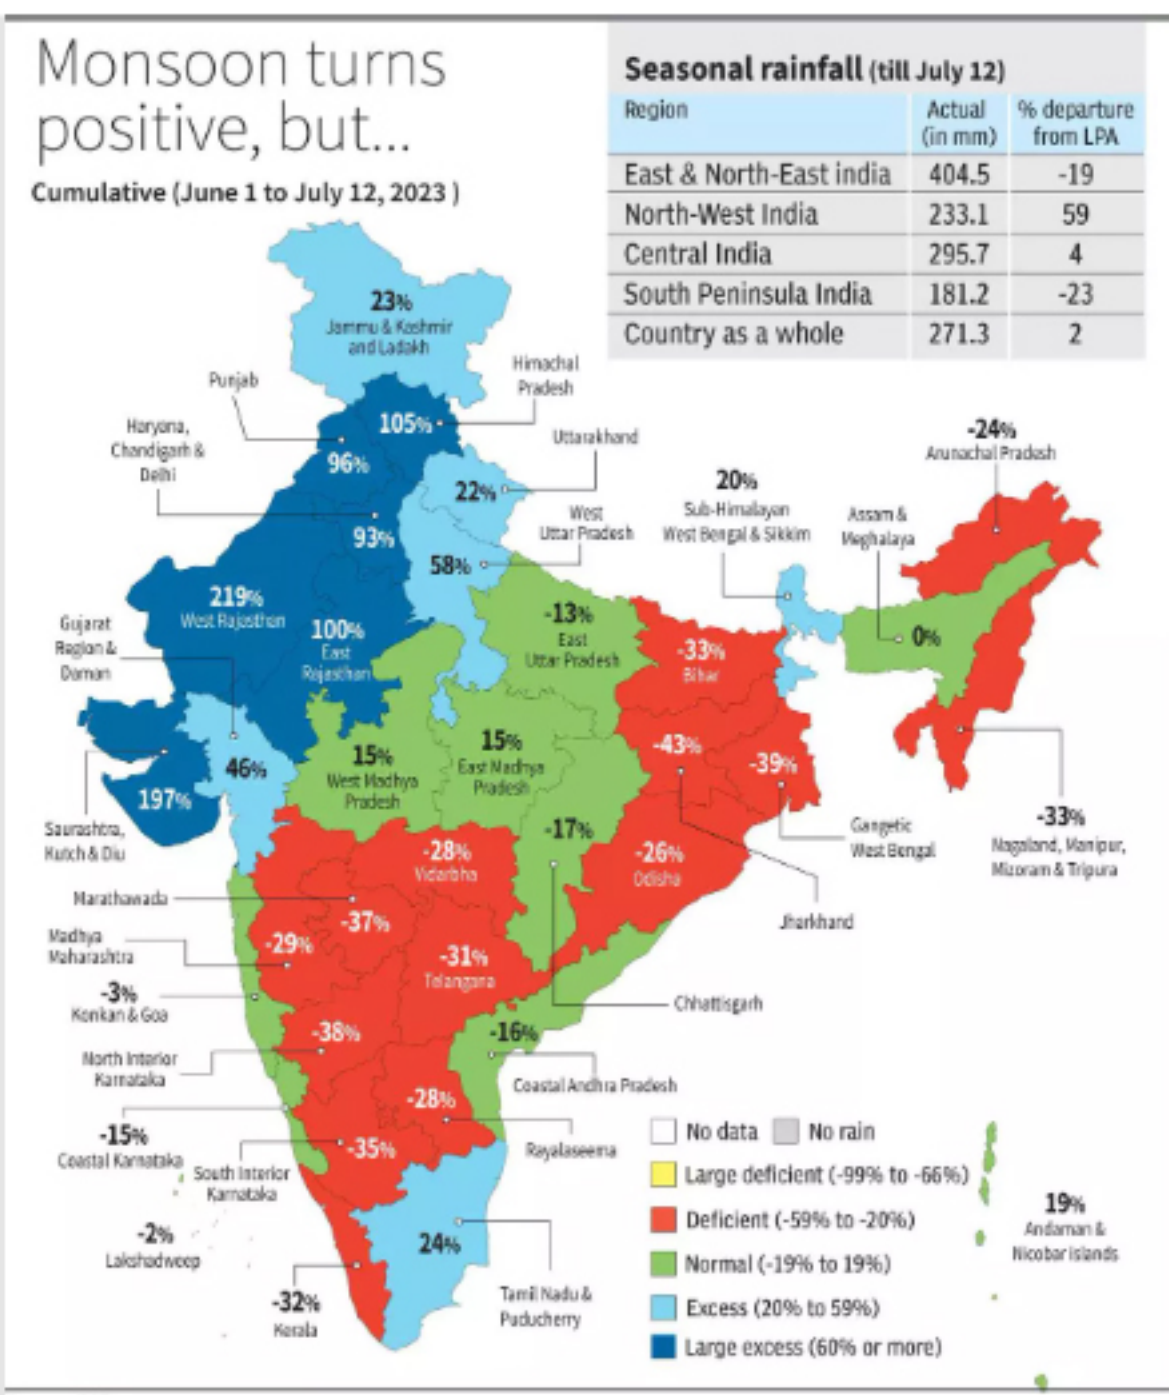 Monsoon turns
positive, but...
Cumulative (June 1 to July 12, 2023 )
Seasonal rainfall (till July 12)
Region Actual (in mm) % departure from LPA
East & North-East india 404.5 -19
North-West India 233.1 59
Central India 295.7 4
South Peninsula India 181.2 -23
Country as a whole 271.3 2
23%
Jammu & Kashmir
and Ladakh
Himachal
Pradesh
105%
Punjab
96%
Haryana,
Chandigarh &
Delhi
93%
Uttarakhand
22%
West
Uttar Pradesh
58%
-24%
Arunachal Pradesh
20%
Sub-Himalayan
West Bengal & Sikkim
Assam &
Meghalaya
0%
219%
West Rajasthan
100%
East
Rajasthan
-13%
East
Uttar Pradesh
-33%
Bihar
Gujarat
Region &
Daman
46%
15%
West Madhya
Pradesh
15%
East Madhya
Pradesh
-43%
-39%
197%
Saurashtra,
Kutch & Diu
-17%
Gangetic
West Bengal
-33%
Nagaland, Manipur,
Mizoram & Tripura
-28%
Vidarbha
-26%
Odisha
Jharkhand
Marathawada
-37%
Madhya
Maharashtra
-29%
-31%
Telangana
-3%
Konkan & Goa
Chhattisgarh
-38%
North Interior
Karnataka
-16%
Coastal Andhra Pradesh
-28%
Rayalaseema
-15%
Coastal Karnataka
-35%
South Interior
Karnataka
-2%
Lakshadweep
24%
Tamil Nadu &
Puducherry
-32%
Kerala
No data No rain
Large deficient (-99% to -66%)
Deficient (-59% to -20%)
Normal (-19% to 19%)
Excess (20% to 59%)
Large excess (60% or more)
19%
Andaman &
Nicobar islands